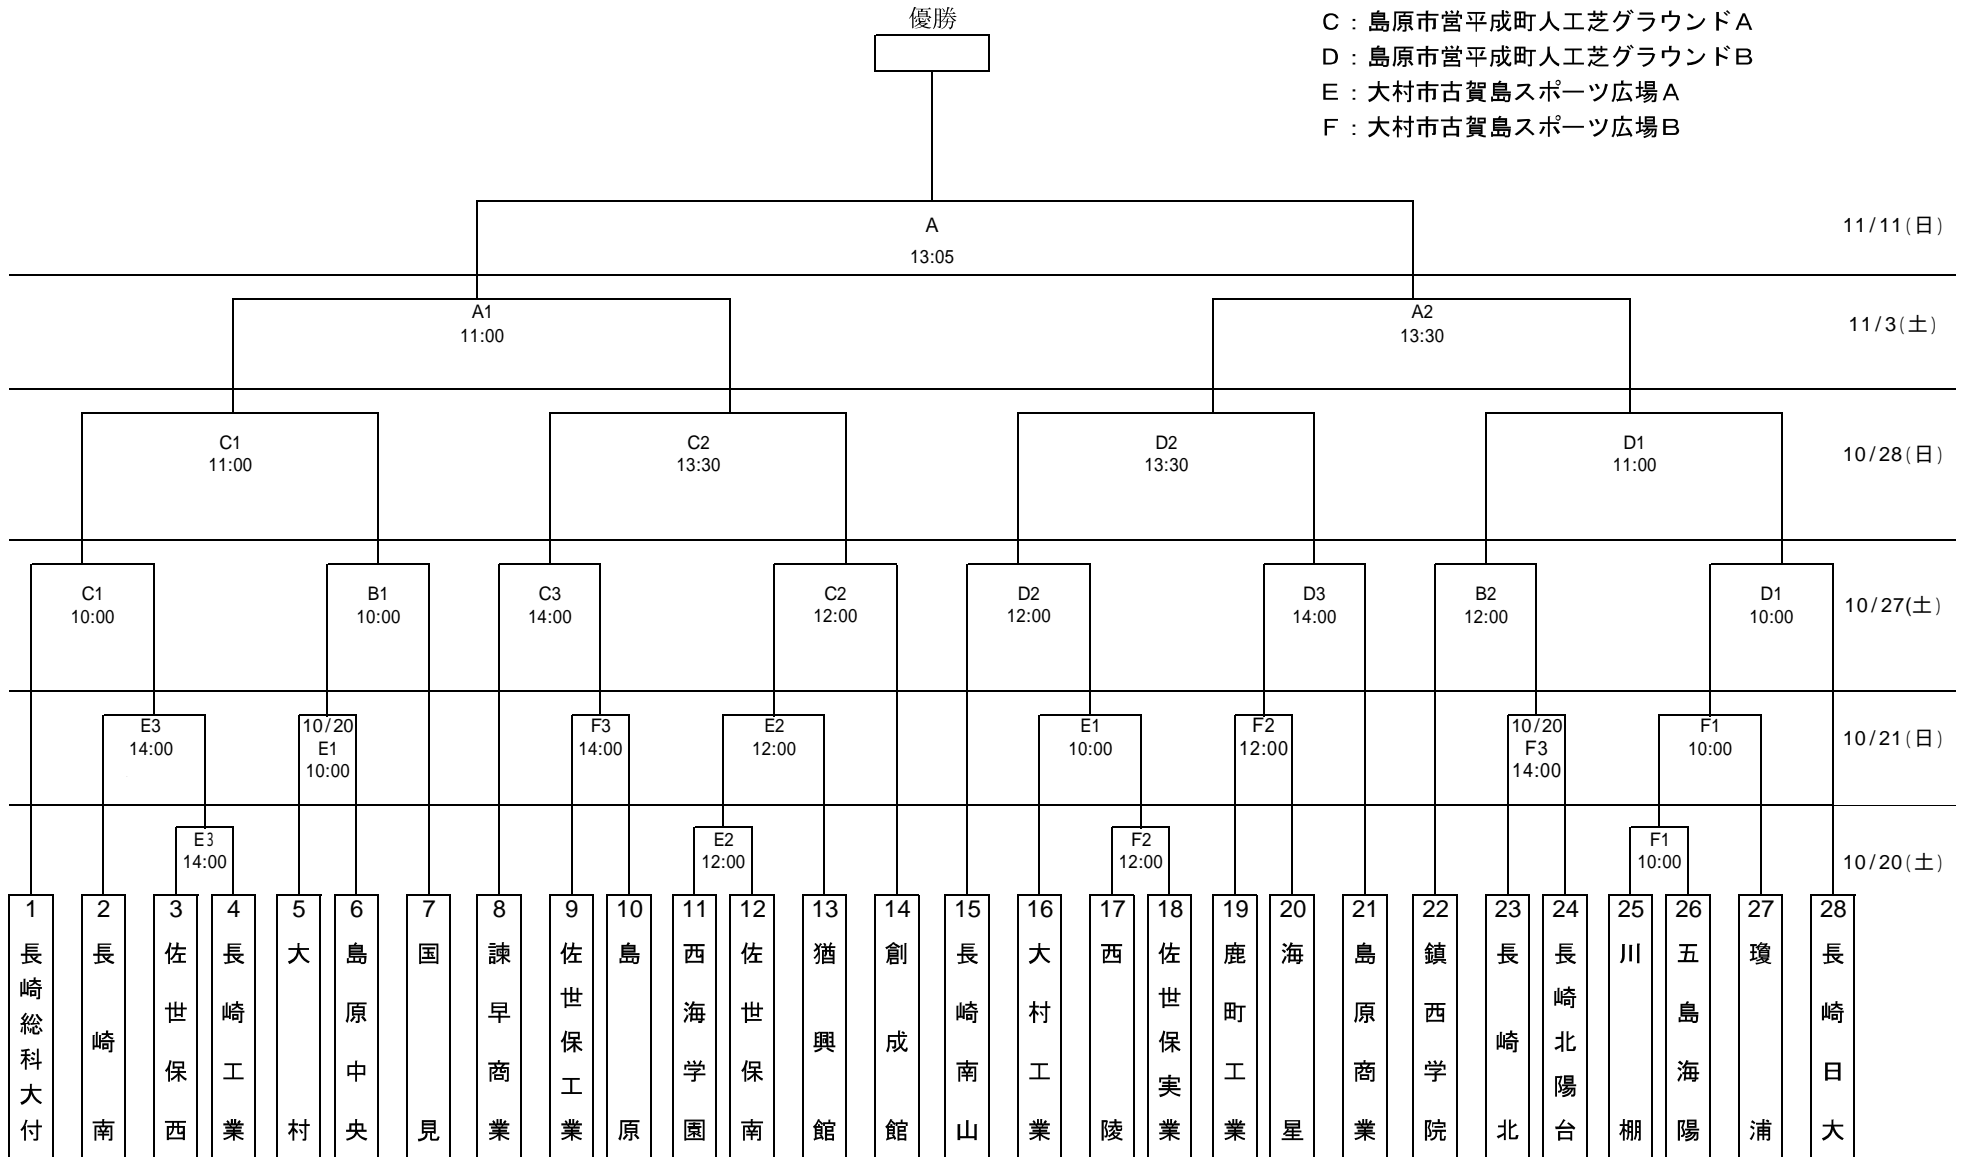 優勝
C：島原市営平成町人工芝グラウンドA
D：島原市営平成町人工芝グラウンドB
E：大村市古賀島スポーツ広場A
F：大村市古賀島スポーツ広場B
A
13:05
11/11(日)
A1
11:00
A2
13:30
11/3(土)
C1
11:00
C2
13:30
D2
13:30
D1
11:00
10/28(日)
C1
10:00
B1
10:00
C3
14:00
C2
12:00
D2
12:00
D3
14:00
B2
12:00
D1
10:00
10/27(土)
E3
14:00
10/20
E1
10:00
F3
14:00
E2
12:00
E1
10:00
F2
12:00
10/20
F3
14:00
F1
10:00
10/21(日)
E3
14:00
E2
12:00
F2
12:00
F1
10:00
10/20(土)
1
長崎総科大付
2
長崎南
3
佐世保西
4
長崎工業
5
大村
6
島原中央
7
国見
8
諫早商業
9
佐世保工業
10
島原
11
西海学園
12
佐世保南
13
猶興館
14
創成館
15
長崎南山
16
大村工業
17
西陵
18
佐世保実業
19
鹿町工業
20
海星
21
島原商業
22
鎮西学院
23
長崎北
24
長崎北陽台
25
川棚
26
五島海陽
27
瓊浦
28
長崎日大